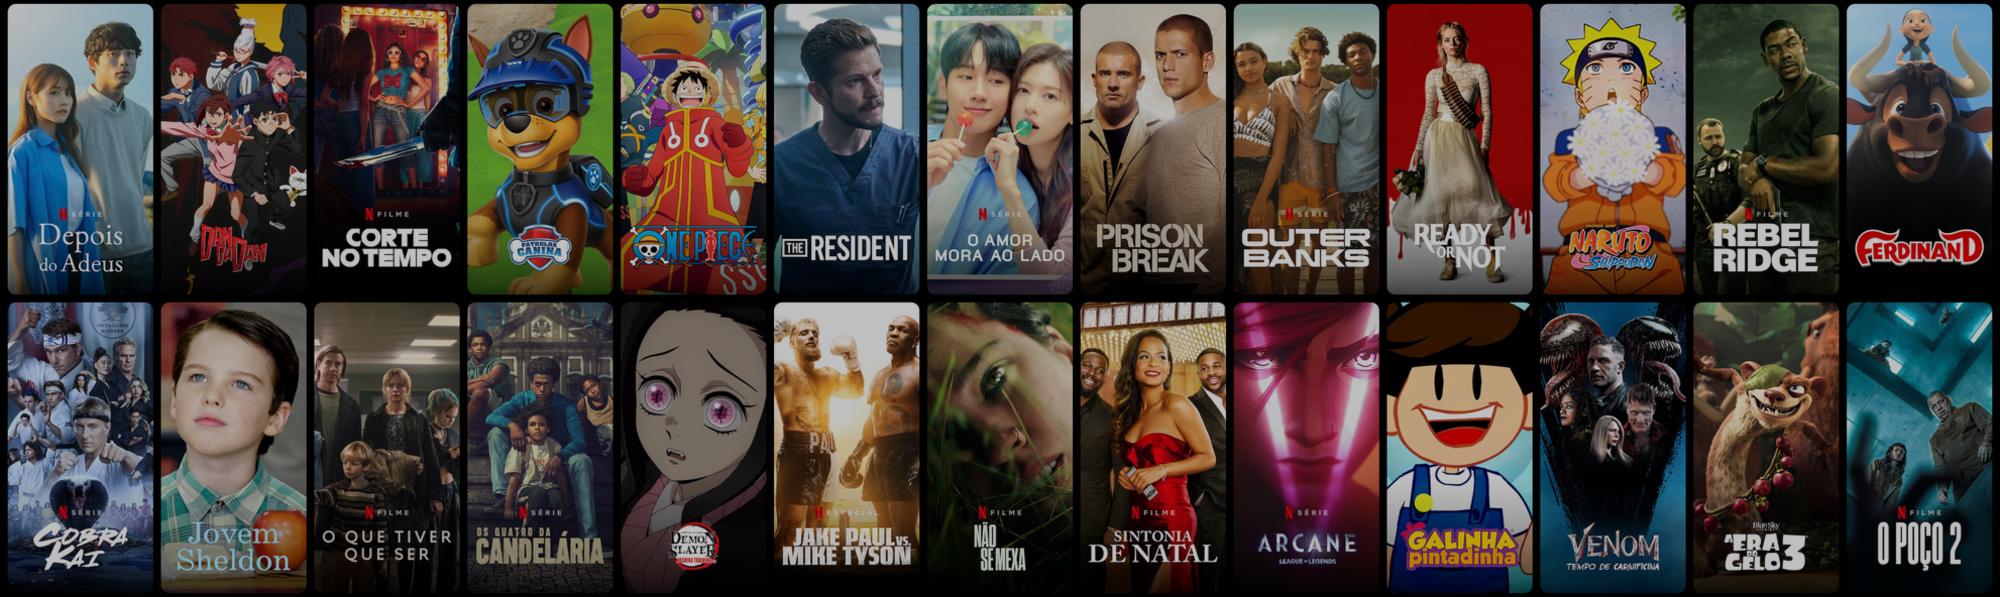 N SÉRIE
Depois
do Adeus
DAN
DA DAN
N FILME
CORTE
NO TEMPO
PATRULHA
CANINA
ONE PIECE
THE RESIDENT
N SÉRIE
O AMOR
MORA AO LADO
PRISON
BREAK
N SÉRIE
OUTER
BANKS
READY
OR NOT
NARUTO
SHIPPUDEN
N FILME
REBEL
RIDGE
FERDINAND
N SÉRIE
COBRA
KAI
Jovem
Sheldon
N FILME
O QUE TIVER
QUE SER
N SÉRIE
OS QUATRO DA
CANDELÁRIA
DEMON
SLAYER
PAUL
N ESPECIAL
JAKE PAUL VS.
MIKE TYSON
N FILME
NÃO
SE MEXA
N FILME
SINTONIA
DE NATAL
N SÉRIE
ARCANE
LEAGUE OF LEGENDS
GALINHA
pintadinha
VENOM
TEMPO DE CARNIFICINA
BlueSky
A ERA
DO
GELO 3
N FILME
O POÇO 2